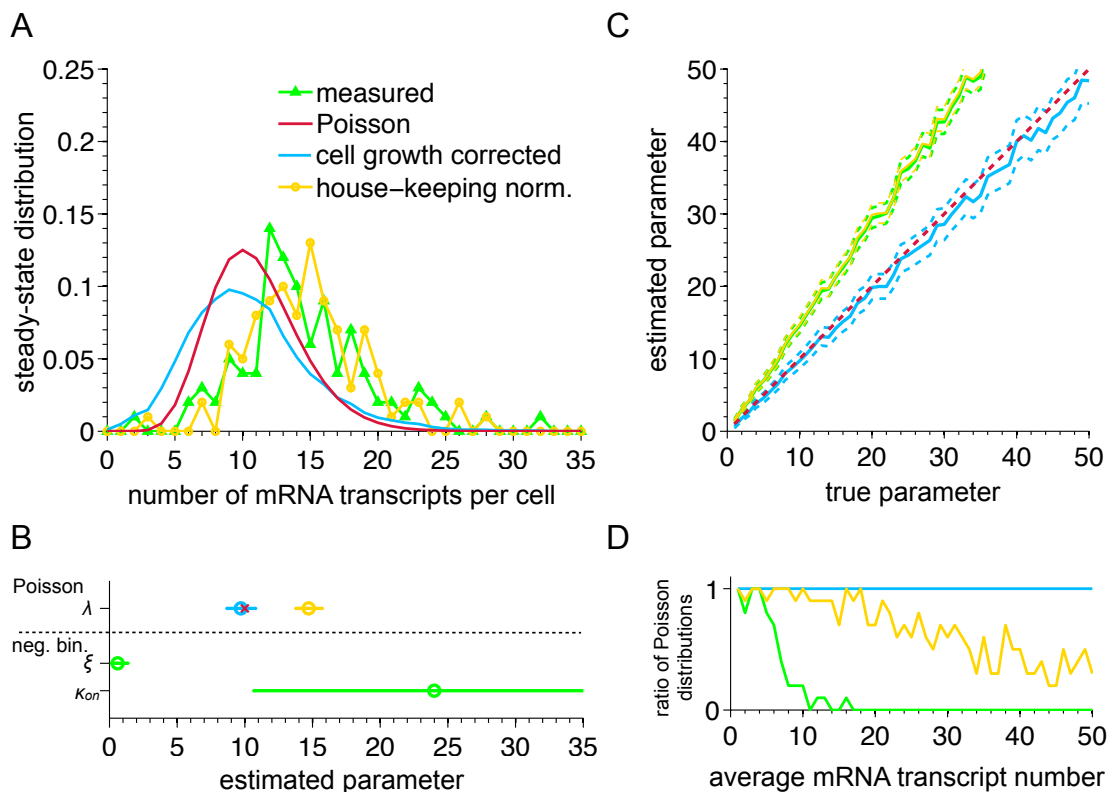 A
steady-state distribution
0.25
0.2
0.15
0.1
0.05
0
0 5 10 15 20 25 30 35
number of mRNA transcripts per cell
measured
Poisson
cell growth corrected
house−keeping norm.
C
estimated parameter
50
40
30
20
10
0
0 10 20 30 40 50
true parameter
B
Poisson
λ
neg. bin.
ξ
κon
0 5 10 15 20 25 30 35
estimated parameter
D
ratio of Poisson
distributions
1
0
0 10 20 30 40 50
average mRNA transcript number